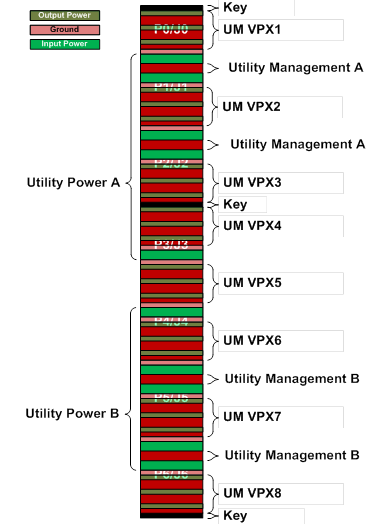 Output Power
Ground
Input Power
Key
P0/J0
UM VPX1
Utility Management A
P1/J1
UM VPX2
Utility Management A
P2/J2
Utility Power A
UM VPX3
Key
UM VPX4
P3/J3
UM VPX5
P4/J4
UM VPX6
Utility Management B
P5/J5
Utility Power B
UM VPX7
Utility Management B
P6/J6
UM VPX8
Key